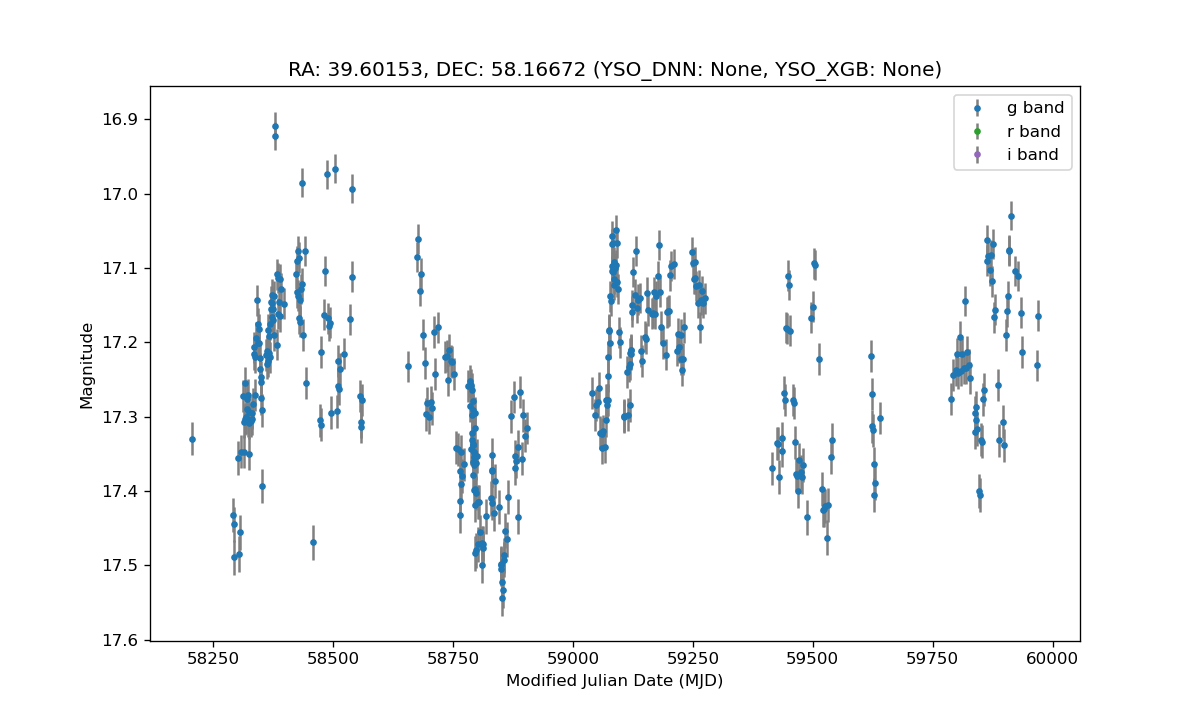 RA: 39.60153, DEC: 58.16672 (YSO_DNN: None, YSO_XGB: None)
g band
r band
i band
Magnitude
16.9
17.0
17.1
17.2
17.3
17.4
17.5
17.6
58250 58500 58750 59000 59250 59500 59750 60000
Modified Julian Date (MJD)